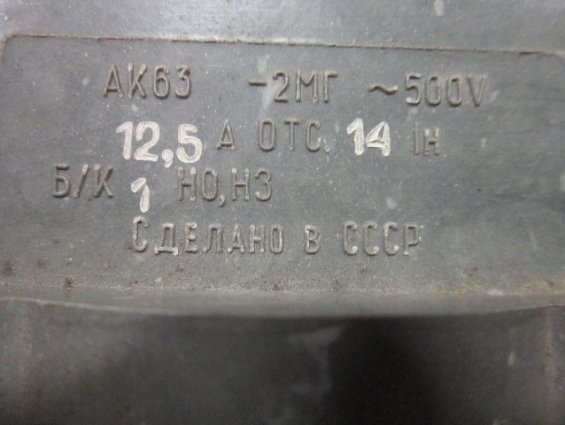 АК63 -2МГ ~500V
12,5 А ОТС. 14 Iн
Б/К 1 НО,НЗ
СДЕЛАНО В СССР